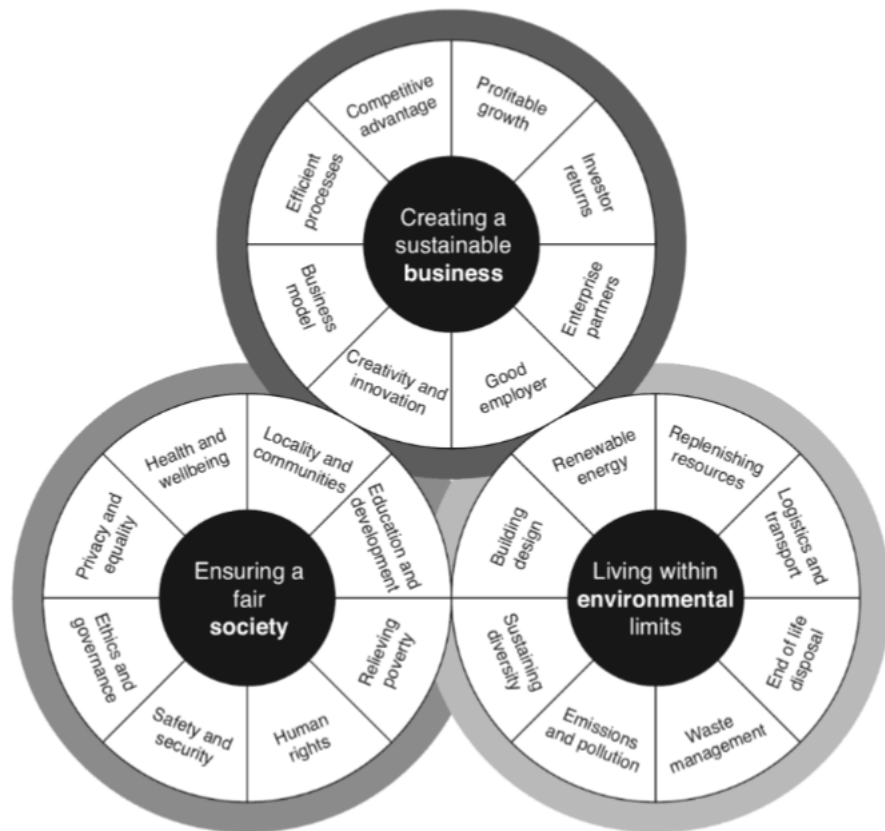 Competitive
advantage
Profitable
growth
Investor
returns
Enterprise
partners
Good
employer
Creativity and
innovation
Business
model
Efficient
processes
Creating a
sustainable
business
Locality and
communities
Education and
development
Relieving
poverty
Human
rights
Safety and
security
Ethics and
governance
Privacy and
equality
Health and
wellbeing
Ensuring a
fair
society
Renewable
energy
Replenishing
resources
Logistics and
transport
End of life
disposal
Waste
management
Emissions
and pollution
Sustaining
diversity
Building
design
Living within
environmental
limits